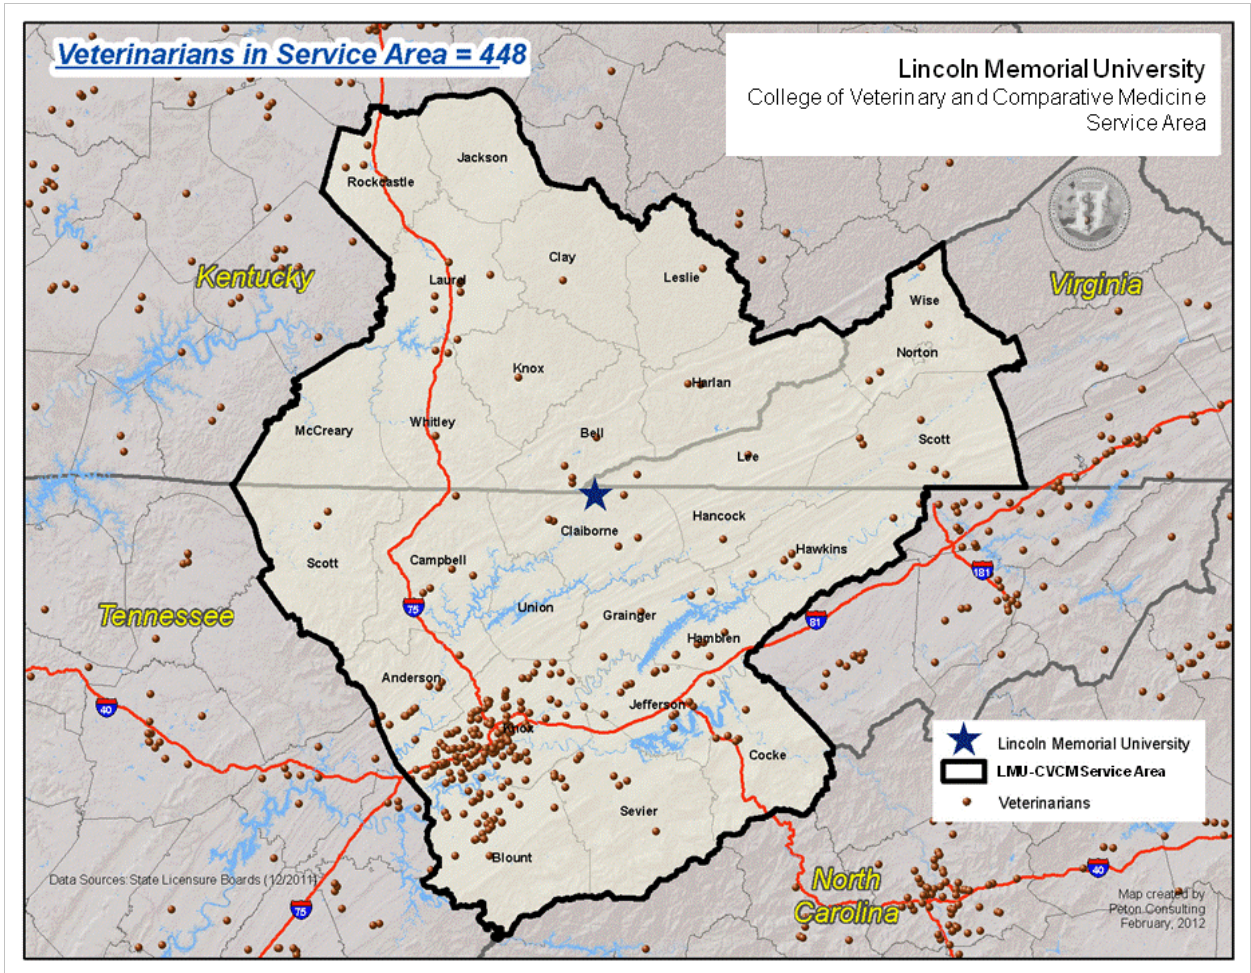 Veterinarians in Service Area = 448
Lincoln Memorial University
College of Veterinary and Comparative Medicine
Service Area
Jackson
Rockcastle
Clay
Laurel
Leslie
Kentucky
Virginia
Wise
Norton
Knox
Harlan
McCreary
Whitley
Bell
Scott
Lee
Hancock
Claiborne
Hawkins
Scott
Campbell
181
Tennessee
75
Union
Grainger
81
Hamblen
Anderson
Jefferson
40
Knox
Cocke
Lincoln Memorial University
LMU-CVCM Service Area
Veterinarians
Sevier
Blount
40
North
Carolina
Data Sources: State Licensure Boards (12/2011)
75
Map created by
Peton Consulting
February, 2012